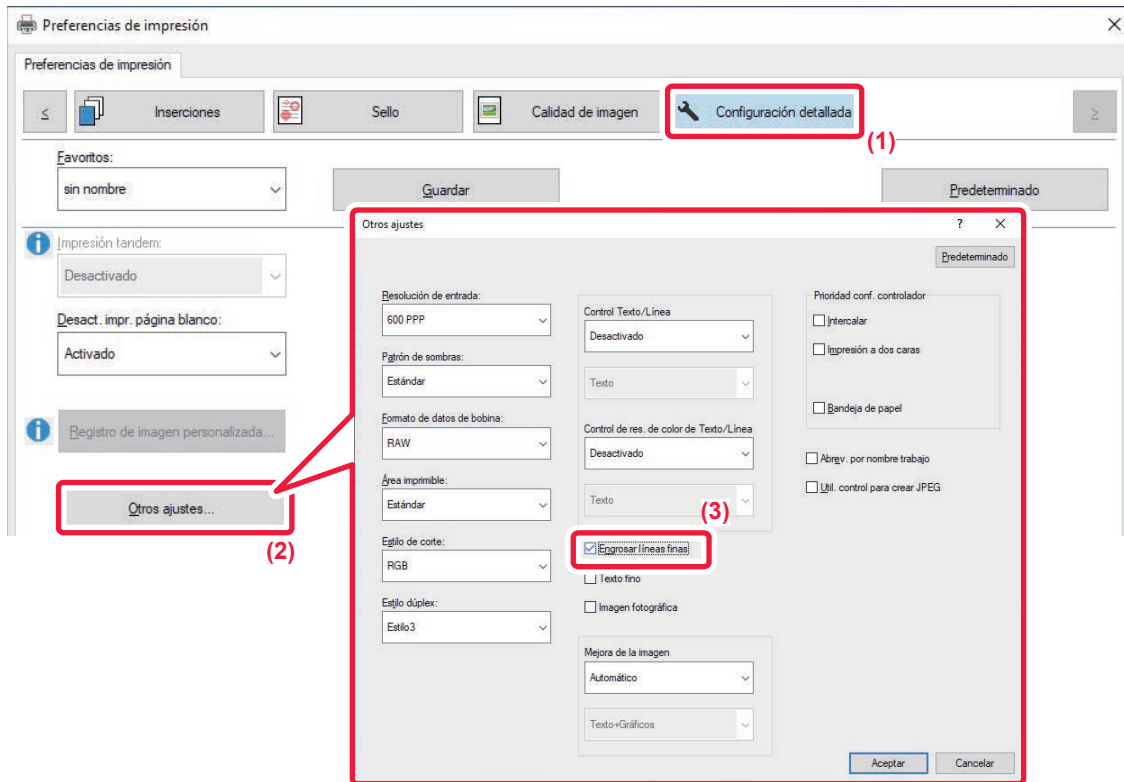 Preferencias de impresión
Preferencias de impresión
<
Inserciones
Sello
Calidad de imagen
Configuración detallada
>
(1)
Favoritos:
sin nombre
Guardar
Predeterminado
Impresión tandem:
Desactivado
Desact. impr. página blanco:
Activado
Registro de imagen personalizada...
Otros ajustes...
(2)
Otros ajustes
?
Predeterminado
Resolución de entrada:
600 PPP
Patrón de sombras:
Estándar
Formato de datos de bobina:
RAW
Área imprimible:
Estándar
Estilo de corte:
RGB
Estilo dúplex:
Estilo3
Control Texto/Línea
Desactivado
Texto
Control de res. de color de Texto/Línea
Desactivado
Texto
(3)
Engrosar líneas finas
Texto fino
Imagen fotográfica
Mejora de la imagen
Automático
Texto+Gráficos
Prioridad conf. controlador
Intercalar
Impresión a dos caras
Bandeja de papel
Abrev. por nombre trabajo
Util. control para crear JPEG
Aceptar
Cancelar